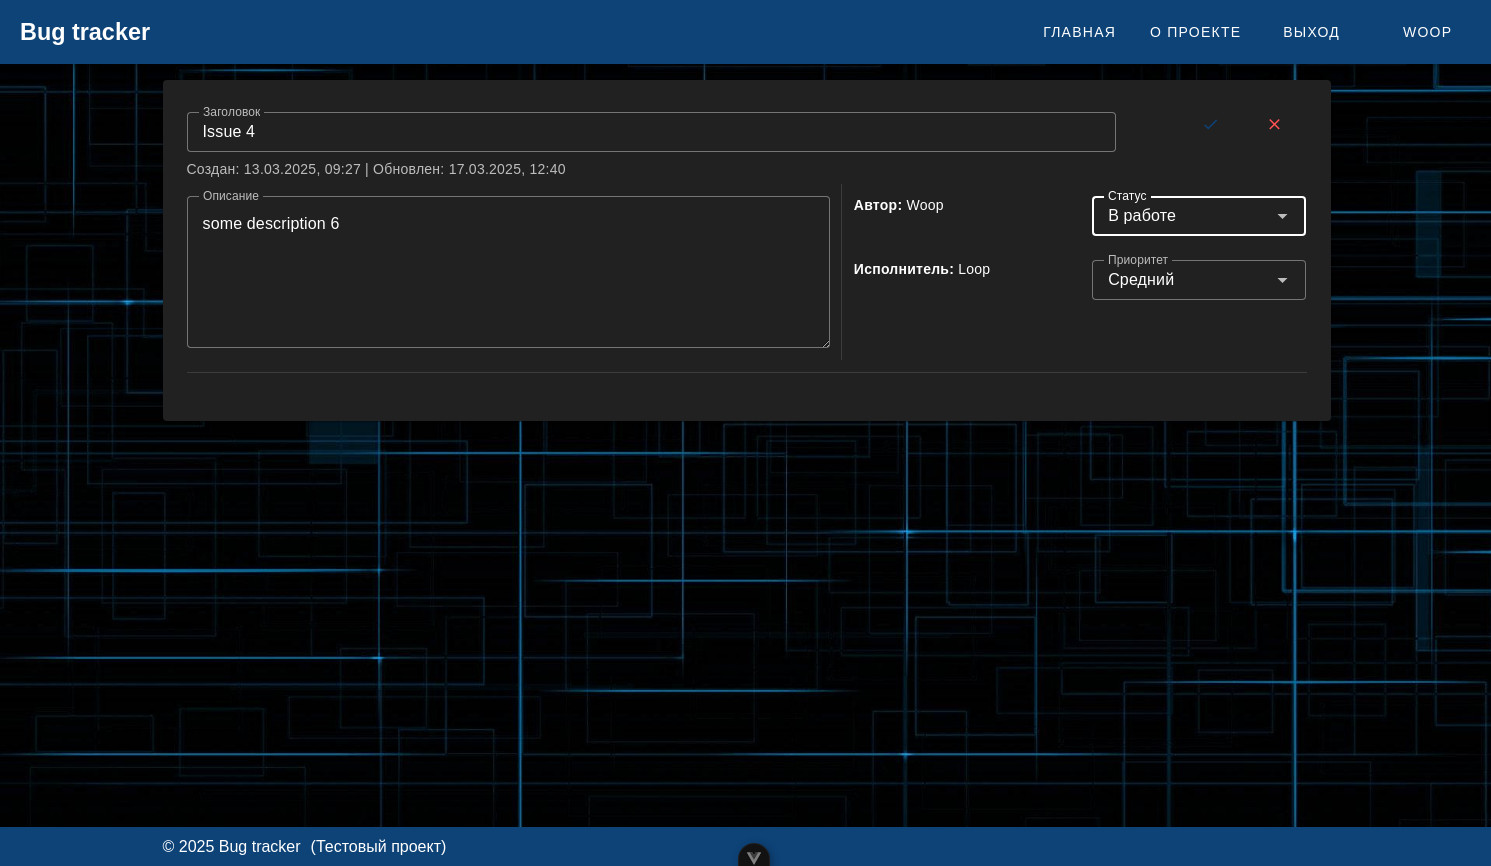 Bug tracker
ГЛАВНАЯ
О ПРОЕКТЕ
ВЫХОД
WOOP
Заголовок
Issue 4
Создан: 13.03.2025, 09:27 | Обновлен: 17.03.2025, 12:40
Описание
some description 6
Автор: Woop
Статус
В работе
Исполнитель: Loop
Приоритет
Средний
© 2025 Bug tracker (Тестовый проект)